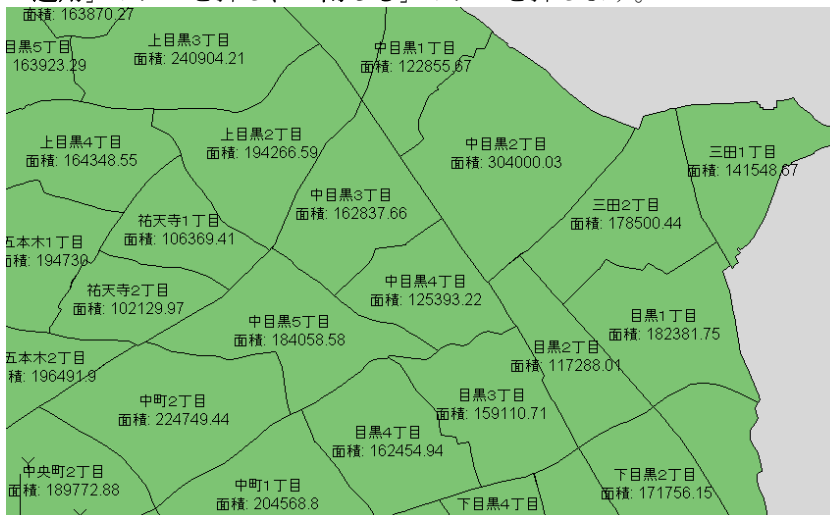 面積: 163870.27
上目黒3丁目
面積: 240904.21
中目黒1丁目
面積: 122855.67
目黒5丁目
163923.29
上目黒4丁目
面積: 164348.55
上目黒2丁目
面積: 194266.59
中目黒2丁目
面積: 304000.03
三田1丁目
面積: 141548.67
中目黒3丁目
面積: 162837.66
三田2丁目
面積: 178500.44
祐天寺1丁目
面積: 106369.41
五本木1丁目
面積: 194730
祐天寺2丁目
面積: 102129.97
中目黒4丁目
面積: 125393.22
中目黒5丁目
面積: 184058.58
目黒1丁目
面積: 182381.75
目黒2丁目
面積: 117288.01
五本木2丁目
積: 196491.9
中町2丁目
面積: 224749.44
目黒3丁目
面積: 159110.71
目黒4丁目
面積: 162454.94
中央町2丁目
面積: 189772.88
中町1丁目
面積: 204568.8
下目黒4丁目
下目黒2丁目
面積: 171756.15